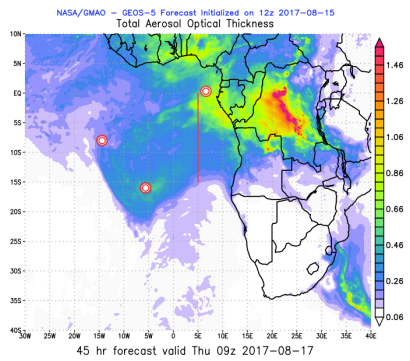 NASA/GMAO - GEOS-5 Forecast Initialized on 12z 2017-08-15
Total Aerosol Optical Thickness
10N
5N
EQ
5S
10S
15S
20S
25S
30S
35S
40S
30W 25W 20W 15W 10W 5W 0 5E 10E 15E 20E 25E 30E 35E 40E
1.46
1.26
1.06
0.86
0.66
0.46
0.26
0.06
45 hr forecast valid Thu 09z 2017-08-17